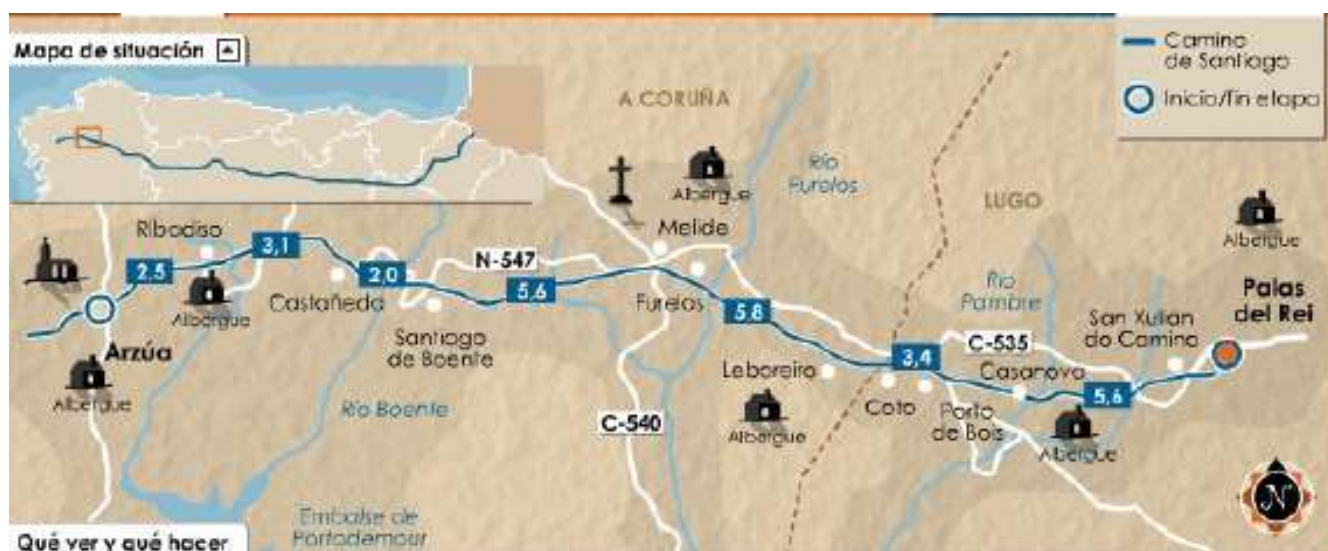 Mapa de situación
Camino
de Santiago
Inicio/fin etapa
A CORUÑA
Albergue
Río
Furelos
LUGO
Albergue
Ribadiso
3,1
2,5
Albergue
Castañeda
2,0
N-547
5,6
Melide
Furelos
5,8
Santiago
de Boente
Arzúa
Albergue
Río Boente
C-540
Leboreiro
Albergue
3,4
Coto
Porto
de Bois
C-535
Río
Pambre
Casanova
Albergue
5,6
San Xulian
do Camino
Palas
del Rei
N
Embalse de
Portodemour
Qué ver y qué hacer